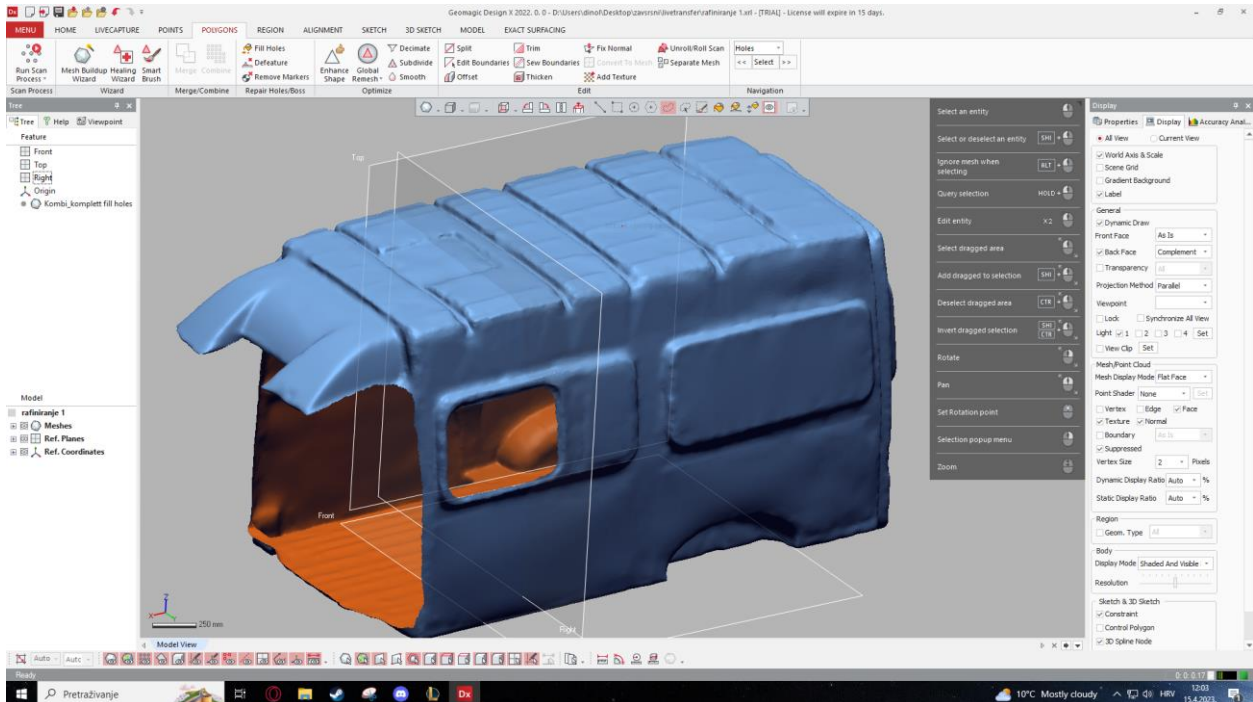 Geomagic Design X 2022. 0. 0 - D:\Users\dinof\Desktop\zavsrsni\livetransfer\rafiniranje 1.xrl - [TRIAL] - License will expire in 15 days.
MENU HOME LIVECAPTURE POINTS POLYGONS REGION ALIGNMENT SKETCH 3D SKETCH MODEL EXACT SURFACING
Run Scan Process
Mesh Buildup Wizard
Healing Wizard
Smart Brush
Merge Combine
Fill Holes
Defeature
Remove Markers
Enhance Shape
Global Remesh
Decimate
Subdivide
Smooth
Split Trim Fix Normal Unroll/Roll Scan
Edit Boundaries Sew Boundaries Convert To Mesh Separate Mesh
Offset Thicken Add Texture
Holes
<< Select >>
Scan Process Wizard Merge/Combine Repair Holes/Boss Optimize Edit Navigation
Tree
Tree Help Viewpoint
Feature
Front
Top
Right
Origin
Kombi_komplett fill holes
Model
rafiniranje 1
Meshes
Ref. Planes
Ref. Coordinates
Top
Front
Right
Z
X
250 mm
Select an entity
Select or deselect an entity SHI +
Ignore mesh when selecting ALT +
Query selection HOLD +
Edit entity X2
Select dragged area
Add dragged to selection SHI +
Deselect dragged area CTR +
Invert dragged selection SHI CTR +
Rotate
Pan
Set Rotation point
Selection popup menu
Zoom
Display
Properties Display Accuracy Anal...
All View Current View
World Axis & Scale
Scene Grid
Gradient Background
Label
General
Dynamic Draw
Front Face As Is
Back Face Complement
Transparency
Projection Method Parallel
Viewpoint
Lock Synchronize All View
Light 1 2 3 4 Set
View Clip Set
Mesh/Point Cloud
Mesh Display Mode Flat Face
Point Shader None Set
Vertex Edge Face
Texture Normal
Boundary As Is
Suppressed
Vertex Size 2 Pixels
Dynamic Display Ratio Auto %
Static Display Ratio Auto %
Region
Geom. Type All
Body
Display Mode Shaded And Visible
Resolution
Sketch & 3D Sketch
Constraint
Control Polygon
3D Spline Node
Model View
Auto Auto
Ready
0: 0: 0.17
Pretraživanje
Dx
10°C Mostly cloudy
HRV
12:03
15.4.2023.